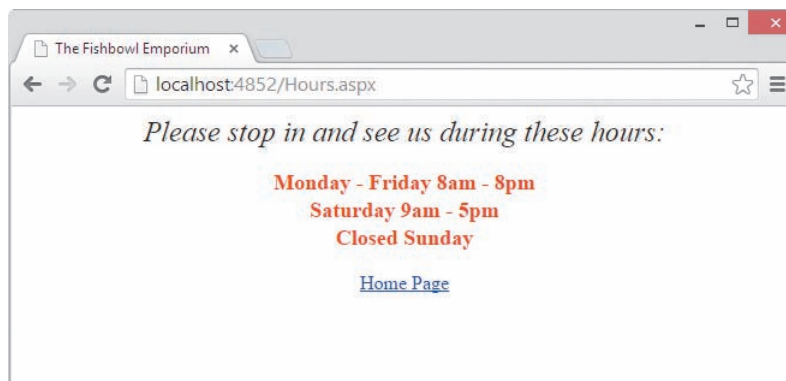 The Fishbowl Emporium
localhost:4852/Hours.aspx
Please stop in and see us during these hours:
Monday - Friday 8am - 8pm
Saturday 9am - 5pm
Closed Sunday
Home Page